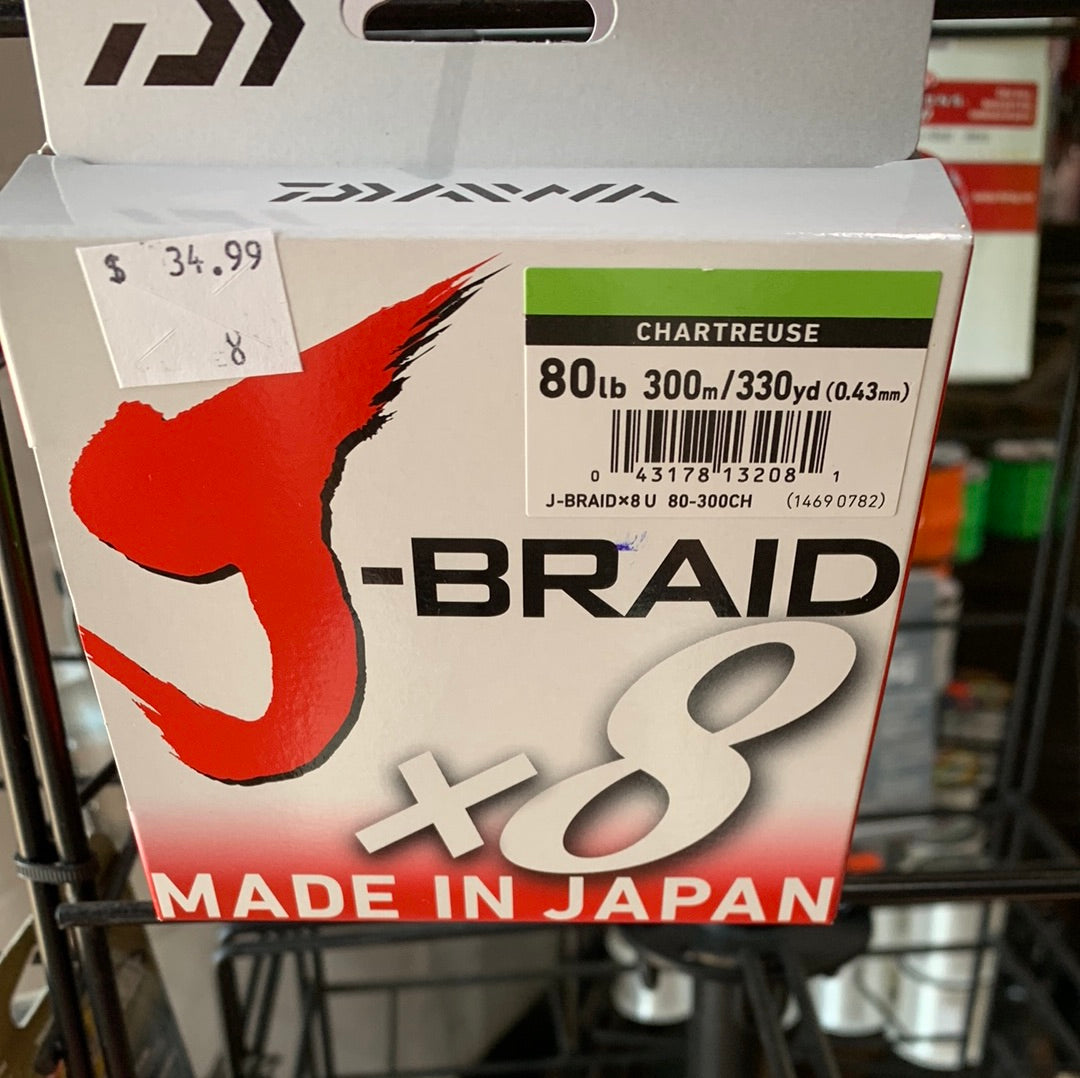 DAIWA
$ 34.99
8
CHARTREUSE
80lb 300m/330yd (0.43mm)
0 43178 13208 1
J-BRAID×8 U 80-300CH (1469 0782)
J-BRAID
×8
MADE IN JAPAN